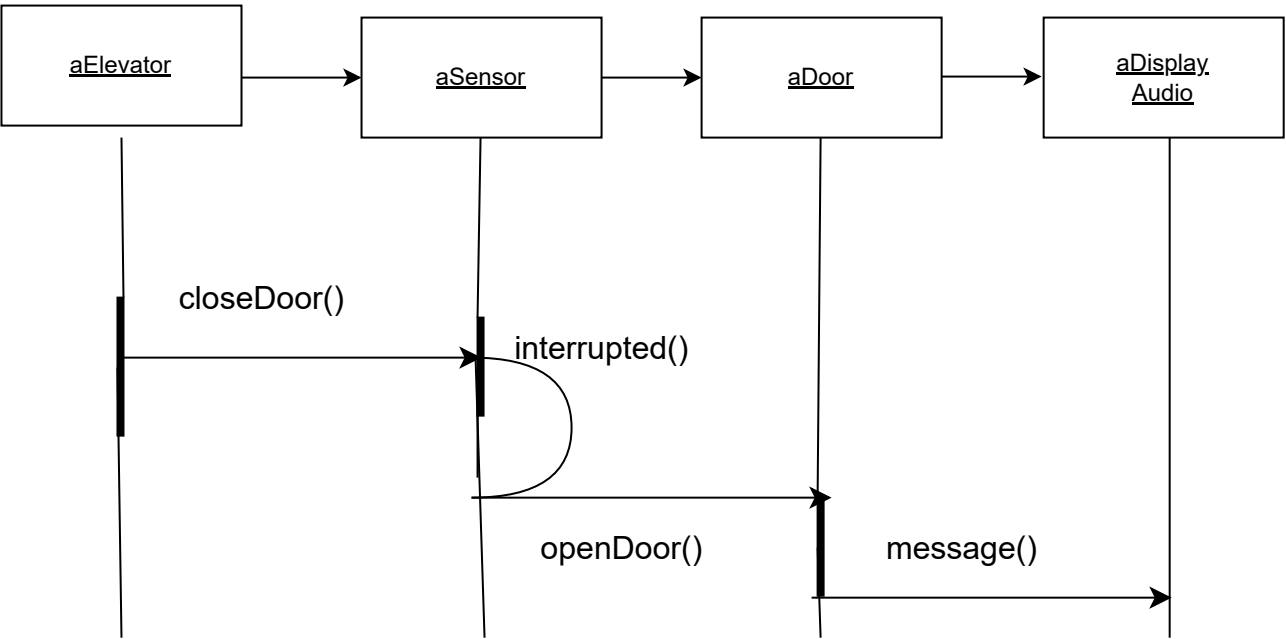 aElevator
aSensor
aDoor
aDisplay
Audio
closeDoor()
interrupted()
openDoor()
message()